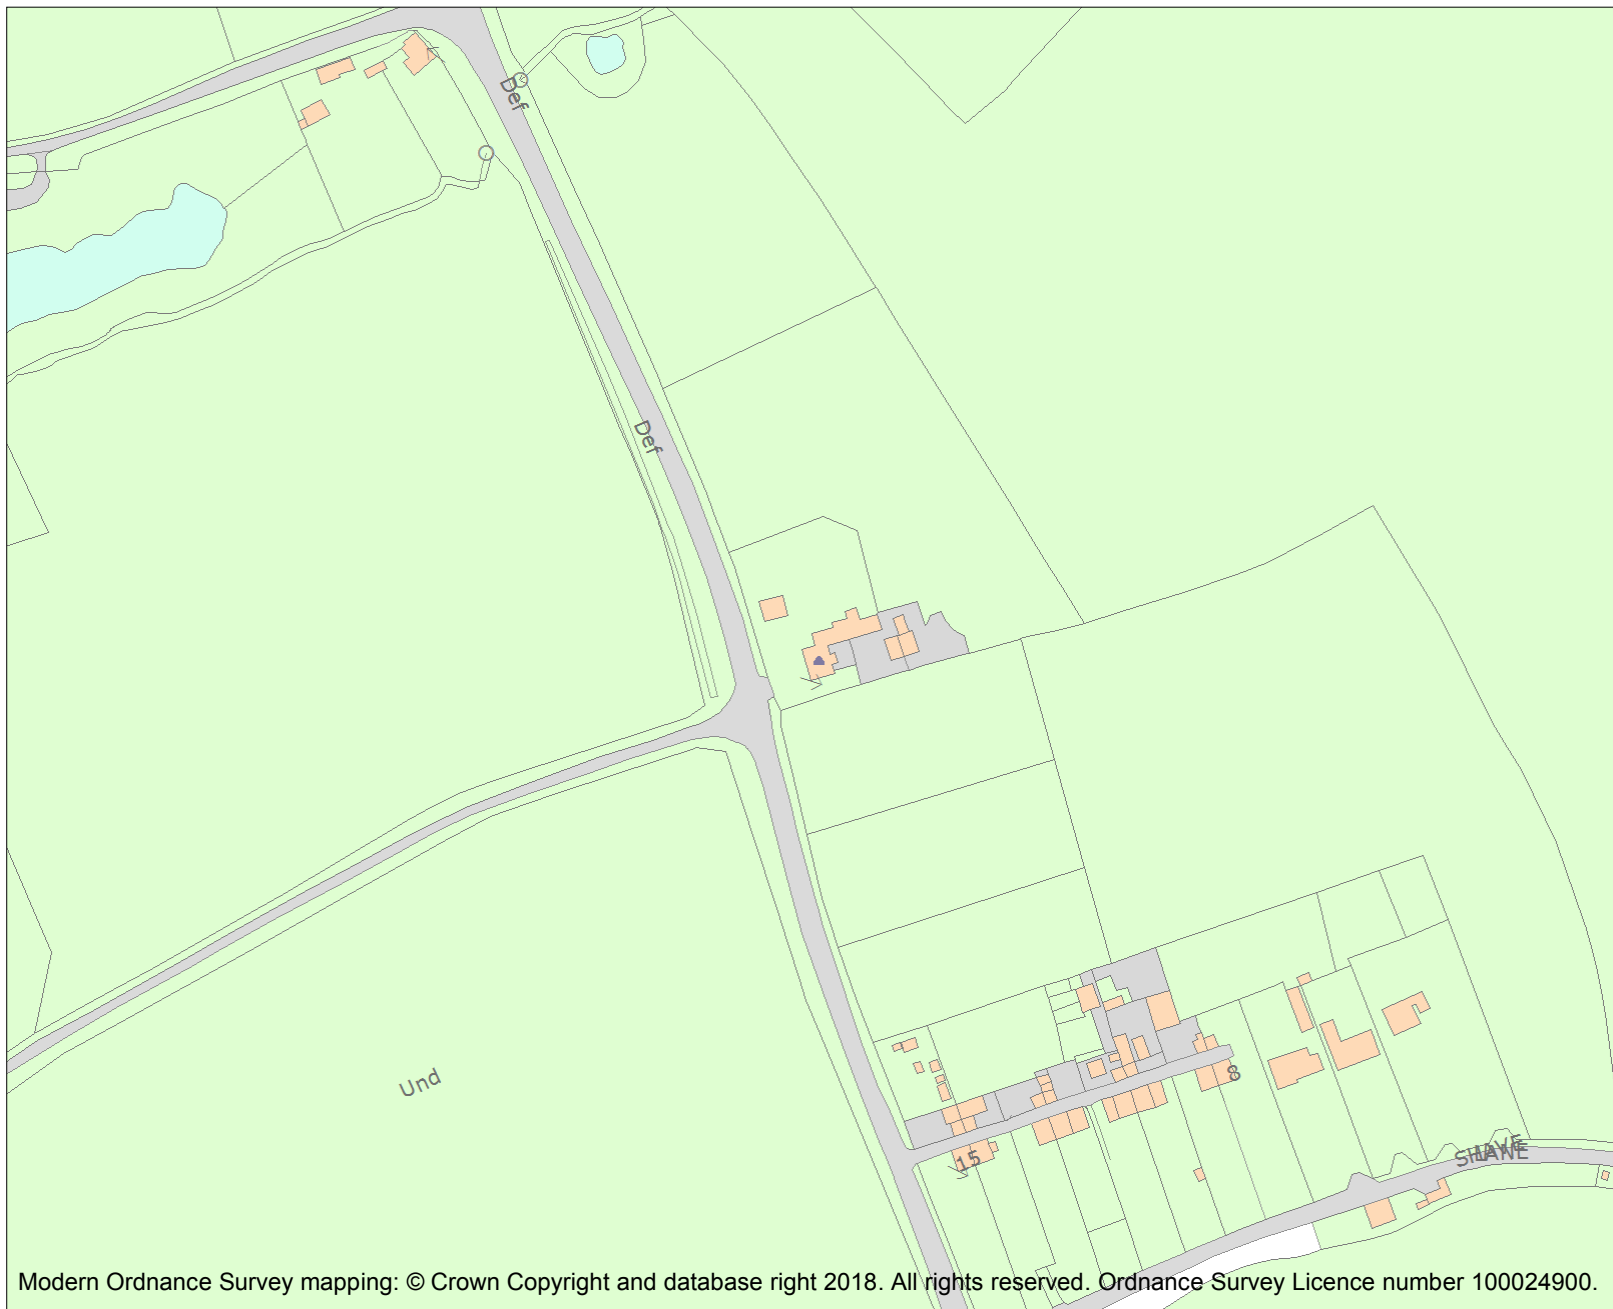 Def
Def
Und
8
15
SHAVE
LANE
Modern Ordnance Survey mapping: © Crown Copyright and database right 2018. All rights reserved. Ordnance Survey Licence number 100024900.